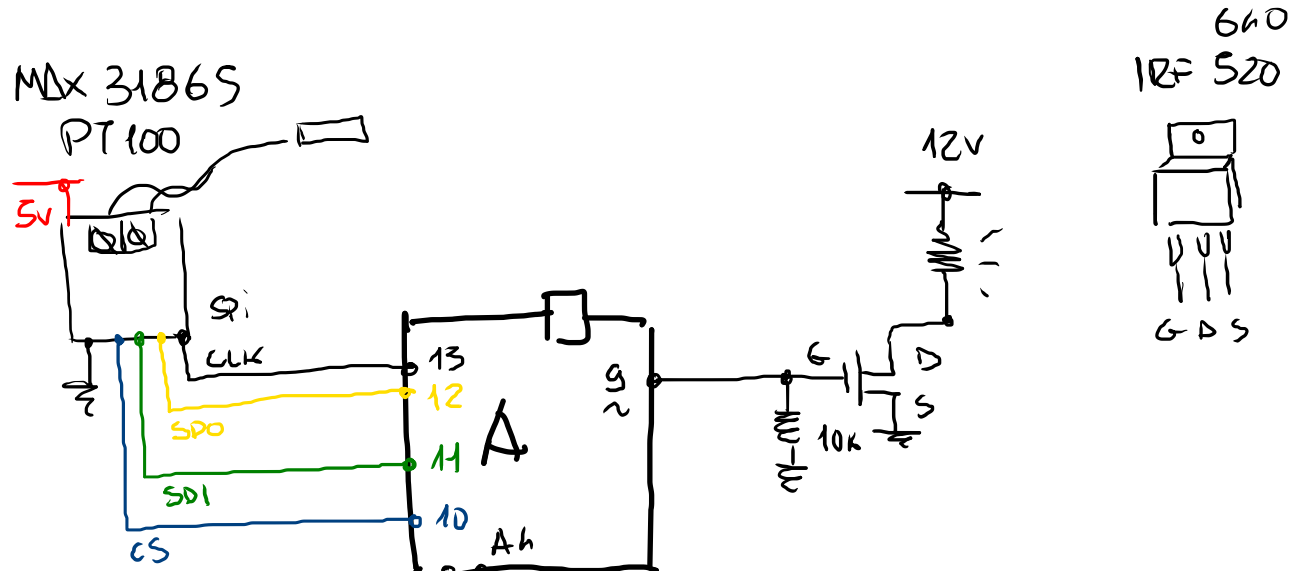 640
IRF 520
MAX 31865
PT100
12V
5V
SPi
G D S
CLK
13
12
9
~
G
D
S
10K
SDO
A
11
SDI
10
CS
A4